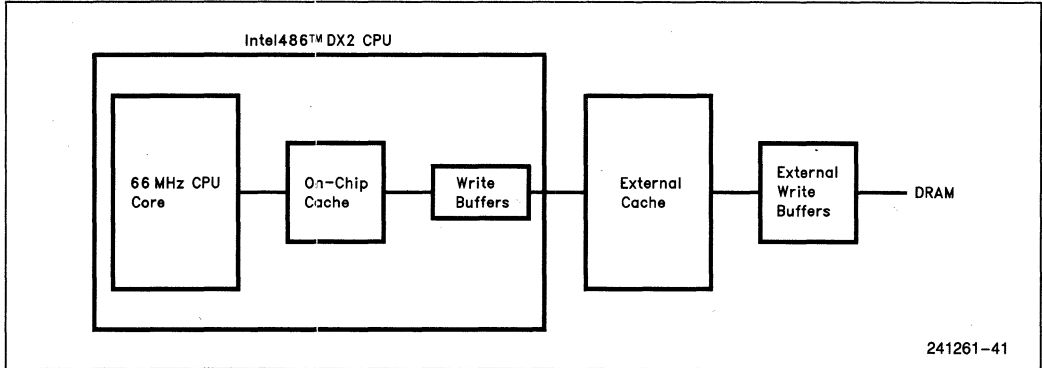 Intel486™ DX2 CPU
66 MHz CPU
Core
On-Chip
Cache
Write
Buffers
External
Cache
External
Write
Buffers
DRAM
241261-41